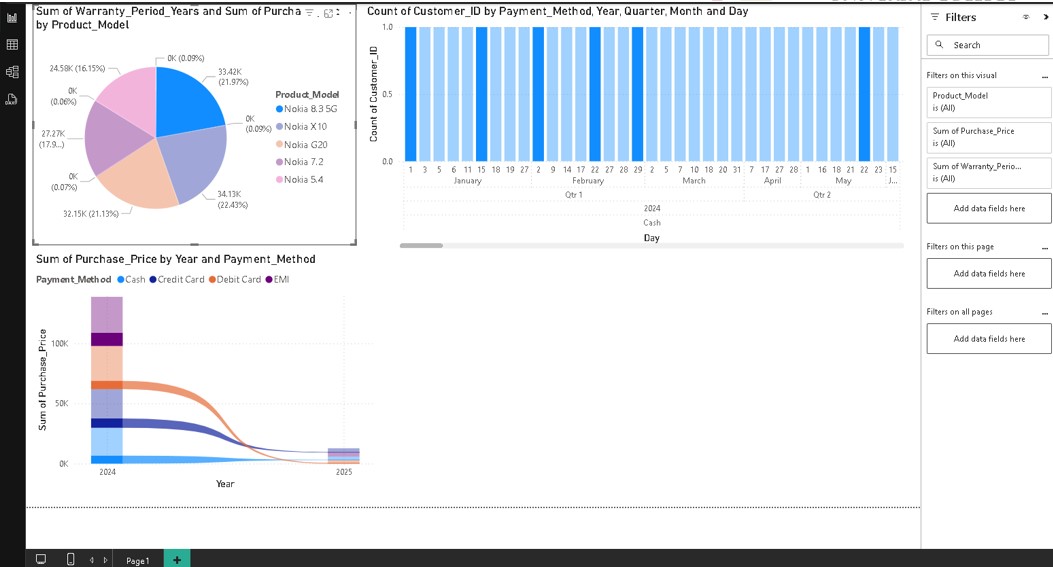 Sum of Warranty_Period_Years and Sum of Purcha
by Product_Model
0K (0.09%)
24.58K (16.15%)
33.42K
(21.97%)
0K
(0.06%)
0K
(0.09%)
27.27K
(17.9...)
0K
(0.07%)
34.13K
(22.43%)
32.15K (21.13%)
Product_Model
Nokia 8.3 5G
Nokia X10
Nokia G20
Nokia 7.2
Nokia 5.4
Count of Customer_ID by Payment_Method, Year, Quarter, Month and Day
Count of Customer_ID
1.0
0.5
0.0
1 3 5 6 11 15 18 19 27 2 9 14 17 22 28 29 2 5 7 10 18 20 31 7 17 21 22 1 16 18 22 23 15
January February March April May J...
Qtr 1 Qtr 2
2024
Cash
Day
Sum of Purchase_Price by Year and Payment_Method
Payment_Method Cash Credit Card Debit Card EMI
Sum of Purchase_Price
100K
50K
0K
2024 2025
Year
Filters
Search
Filters on this visual ...
Product_Model
is (All)
Sum of Purchase_Price
is (All)
Sum of Warranty_Perio...
is (All)
Add data fields here
Filters on this page ...
Add data fields here
Filters on all pages ...
Add data fields here
Page 1